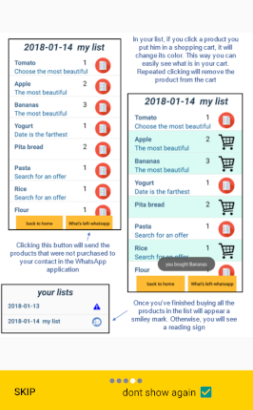 In your list, if you click a product you
put him in a shopping cart, it will
change its color. This way you can
easily see what is in your cart.
Repeated clicking will remove the
product from the cart
2018-01-14 my list
Tomato 1
Choose the most beautiful
Apple 2
The most beautiful
Bananas 3
The most beautiful
Yogurt 1
Date is the farthest
Pita bread 2
Pasta 1
Search for an offer
Rice 1
Search for an offer
Flour 1
back to home
What's left-whatsapp
2018-01-14 my list
Tomato 1
Choose the most beautiful
Apple 2
The most beautiful
Bananas 3
The most beautiful
Yogurt 1
Date is the farthest
Pita bread 2
Pasta 1
Search for an offer
Rice 1
Search for an offer
Flour
you bought Bananas
back to home
What's left-whatsapp
Clicking this button will send the
products that were not purchased to
your contact in the WhatsApp
application
your lists
2018-01-13
2018-01-14 my list
Once you've finished buying all the
products in the list will appear a
smiley mark. Otherwise, you will see
a reading sign
SKIP
dont show again